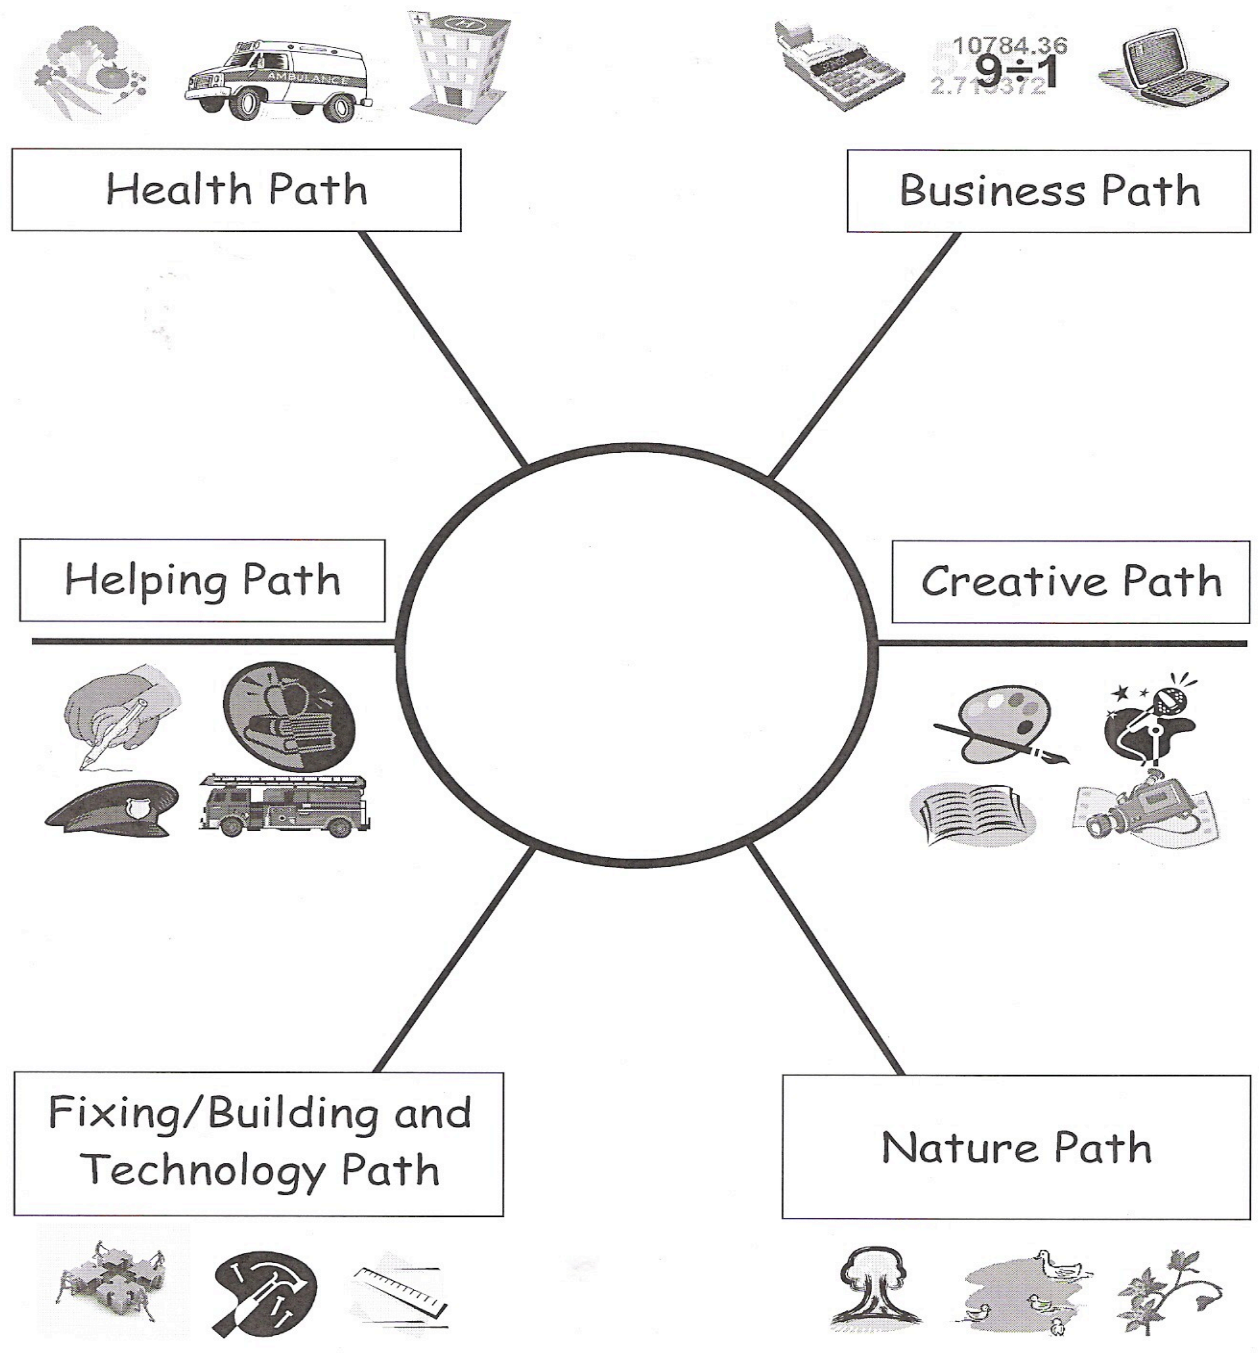 AMBULANCE
H
10784.36
9÷1
Health Path
Business Path
Helping Path
Creative Path
Fixing/Building and
Technology Path
Nature Path